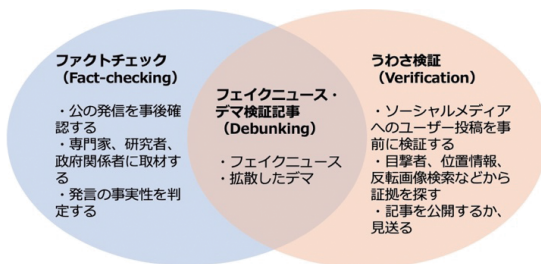 ファクトチェック
（Fact-checking）
・公の発信を事後確
認する
・専門家、研究者、
政府関係者に取材す
る
・発言の事実性を判
定する
フェイクニュース・
デマ検証記事
（Debunking）
・フェイクニュース
・拡散したデマ
うわさ検証
（Verification）
・ソーシャルメディア
へのユーザー投稿を事
前に検証する
・目撃者、位置情報、
反転画像検索などから
証拠を探す
・記事を公開するか、
見送る